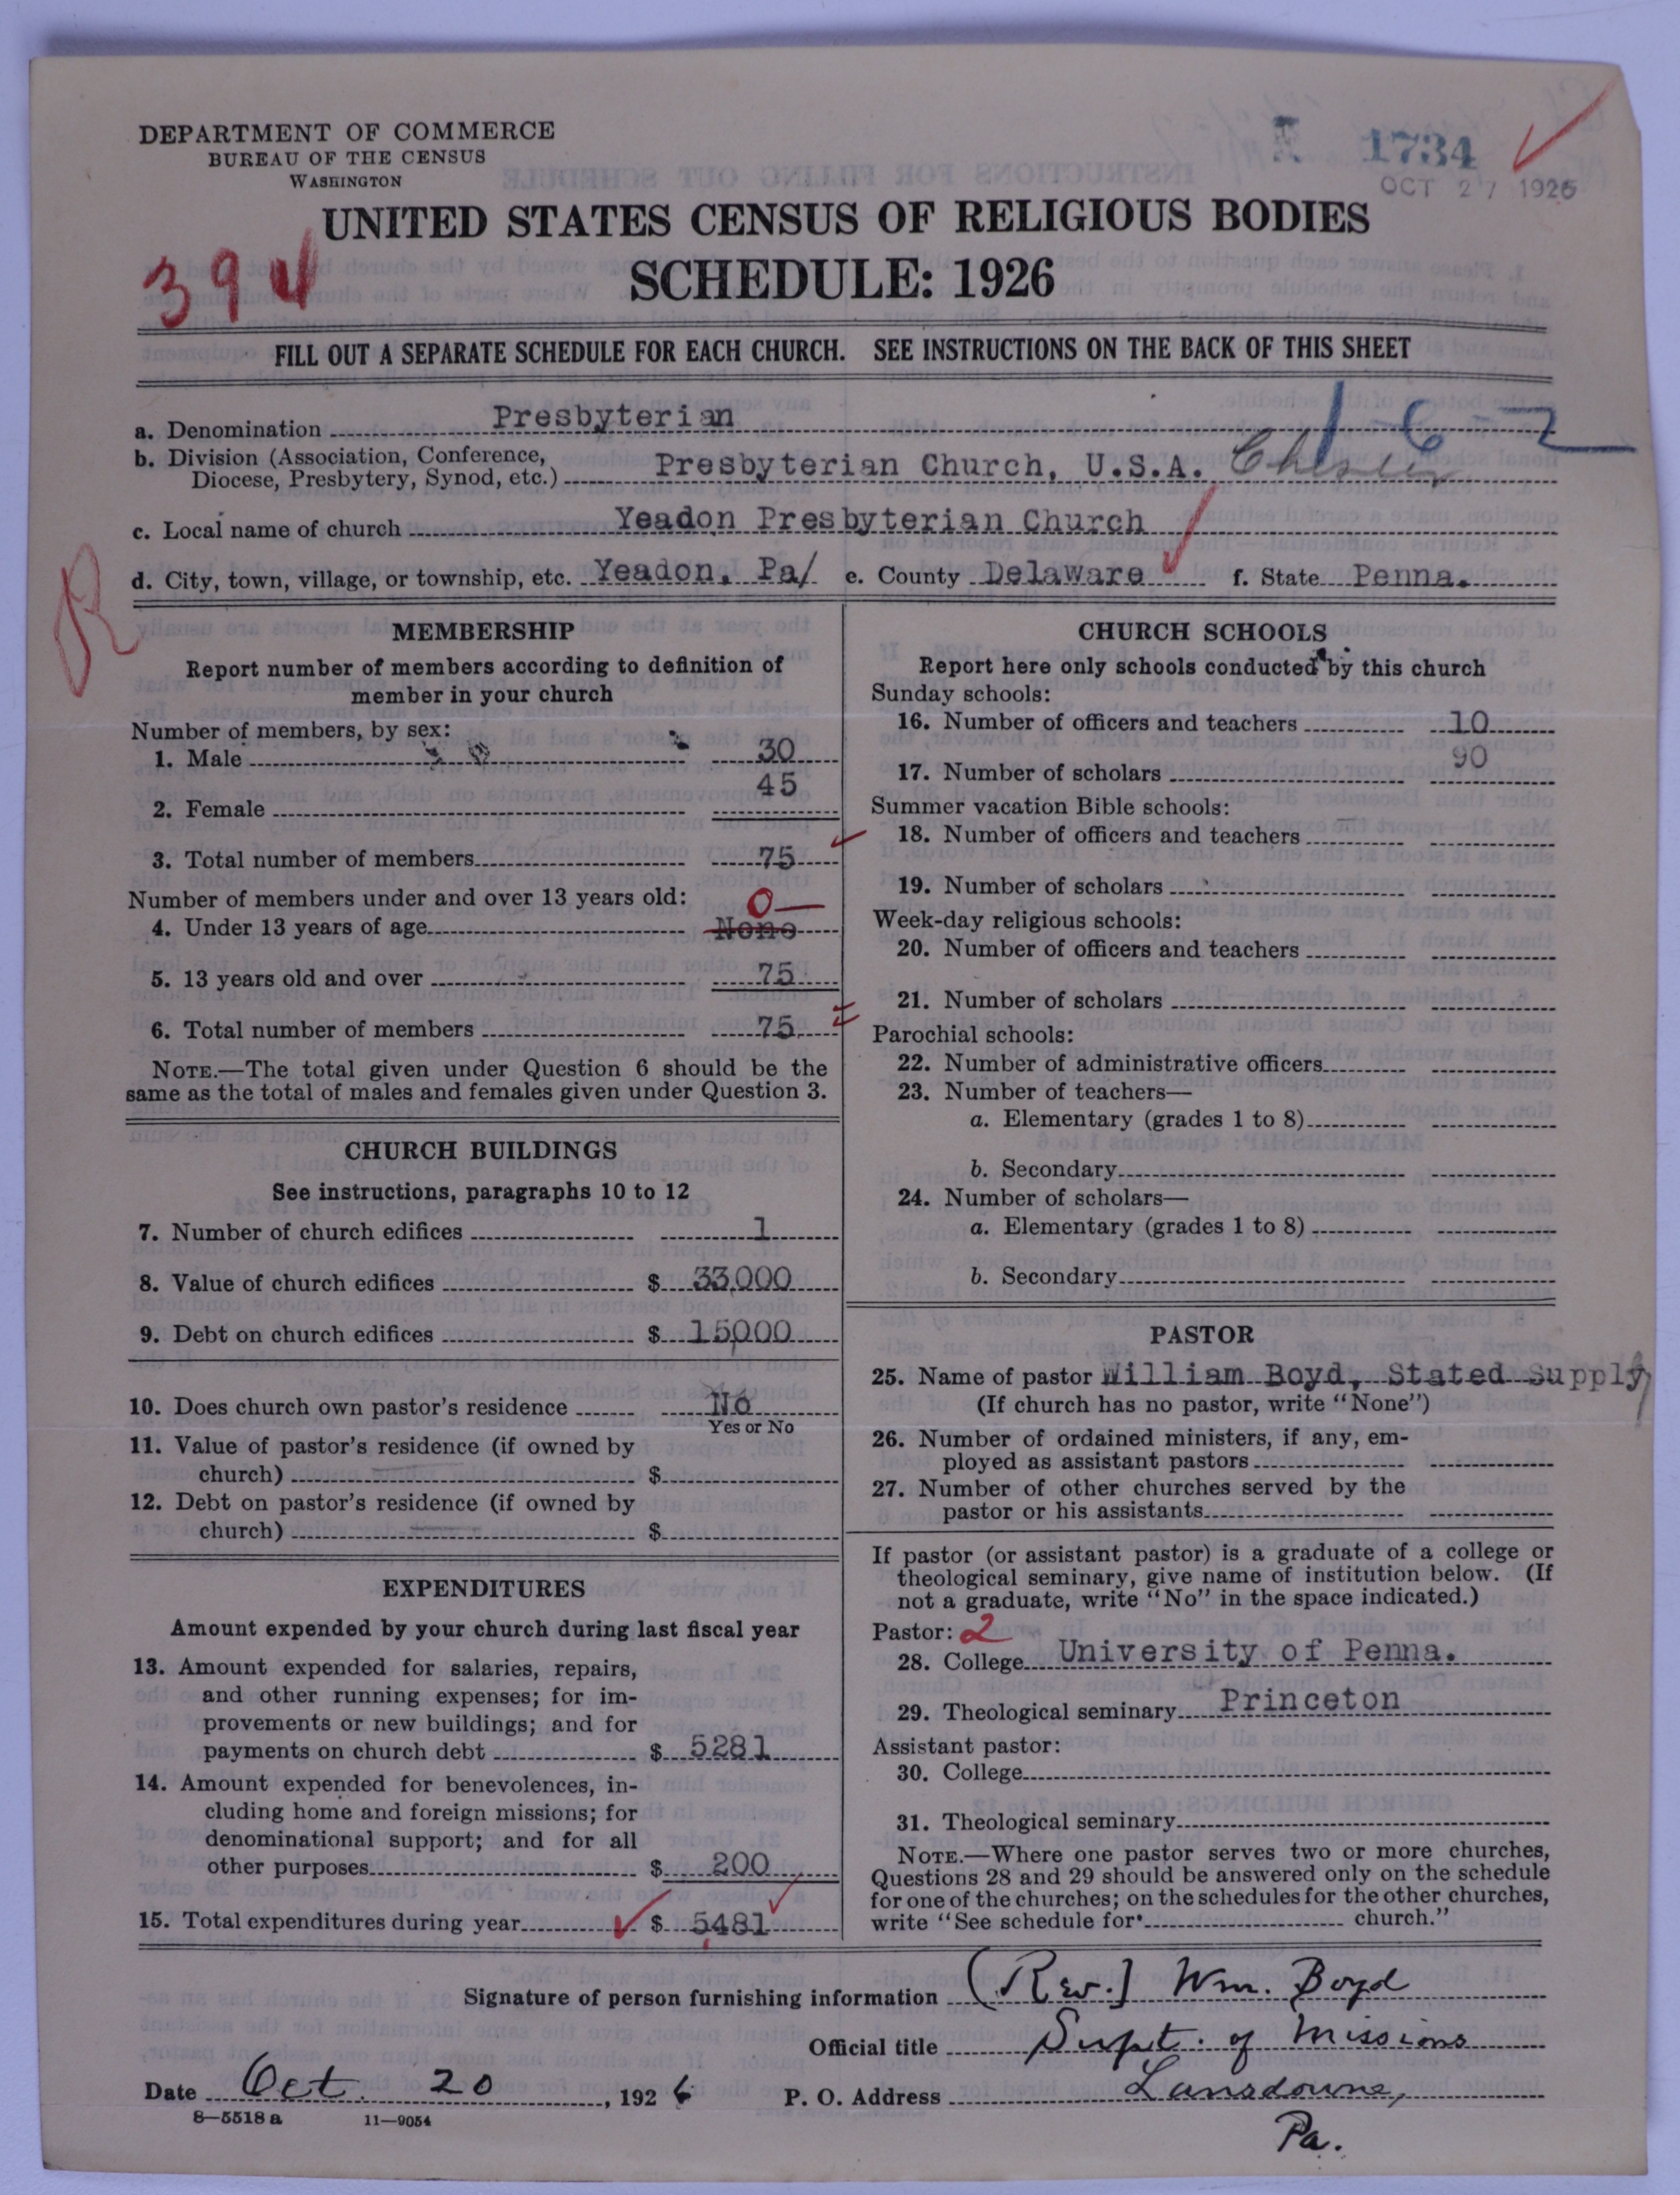 DEPARTMENT OF COMMERCE
BUREAU OF THE CENSUS
WASHINGTON
1734
OCT 27 1926
UNITED STATES CENSUS OF RELIGIOUS BODIES
394
SCHEDULE: 1926
FILL OUT A SEPARATE SCHEDULE FOR EACH CHURCH. SEE INSTRUCTIONS ON THE BACK OF THIS SHEET
1-6-2
a. Denomination Presbyterian
b. Division (Association, Conference,
Diocese, Presbytery, Synod, etc.) Presbyterian Church, U.S.A. Chester
c. Local name of church Yeadon Presbyterian Church
d. City, town, village, or township, etc. Yeadon, Pa/ e. County Delaware f. State Penna.
R
MEMBERSHIP
Report number of members according to definition of
member in your church
Number of members, by sex:
1. Male 30
2. Female 45
3. Total number of members 75
Number of members under and over 13 years old:
0
4. Under 13 years of age None
5. 13 years old and over 75
6. Total number of members 75
NOTE.—The total given under Question 6 should be the
same as the total of males and females given under Question 3.
CHURCH BUILDINGS
See instructions, paragraphs 10 to 12
7. Number of church edifices 1
8. Value of church edifices $ 33,000
9. Debt on church edifices $ 15,000
10. Does church own pastor's residence No
Yes or No
11. Value of pastor's residence (if owned by
church) $
12. Debt on pastor's residence (if owned by
church) $
EXPENDITURES
Amount expended by your church during last fiscal year
13. Amount expended for salaries, repairs,
and other running expenses; for im-
provements or new buildings; and for
payments on church debt $ 5281
14. Amount expended for benevolences, in-
cluding home and foreign missions; for
denominational support; and for all
other purposes $ 200
15. Total expenditures during year $ 5481
CHURCH SCHOOLS
Report here only schools conducted by this church
Sunday schools:
16. Number of officers and teachers 10
17. Number of scholars 90
Summer vacation Bible schools:
18. Number of officers and teachers
19. Number of scholars
Week-day religious schools:
20. Number of officers and teachers
21. Number of scholars
Parochial schools:
22. Number of administrative officers
23. Number of teachers—
a. Elementary (grades 1 to 8)
b. Secondary
24. Number of scholars—
a. Elementary (grades 1 to 8)
b. Secondary
PASTOR
25. Name of pastor William Boyd, Stated Supply
(If church has no pastor, write "None")
26. Number of ordained ministers, if any, em-
ployed as assistant pastors
27. Number of other churches served by the
pastor or his assistants
If pastor (or assistant pastor) is a graduate of a college or
theological seminary, give name of institution below. (If
not a graduate, write "No" in the space indicated.)
Pastor: 2
28. College University of Penna.
29. Theological seminary Princeton
Assistant pastor:
30. College
31. Theological seminary
NOTE.—Where one pastor serves two or more churches,
Questions 28 and 29 should be answered only on the schedule
for one of the churches; on the schedules for the other churches,
write "See schedule for church."
Signature of person furnishing information (Rev.) Wm. Boyd
Official title Supt. of Missions
Date Oct. 20, 1926 P. O. Address Lansdowne,
Pa.
8—5518 a 11—9054